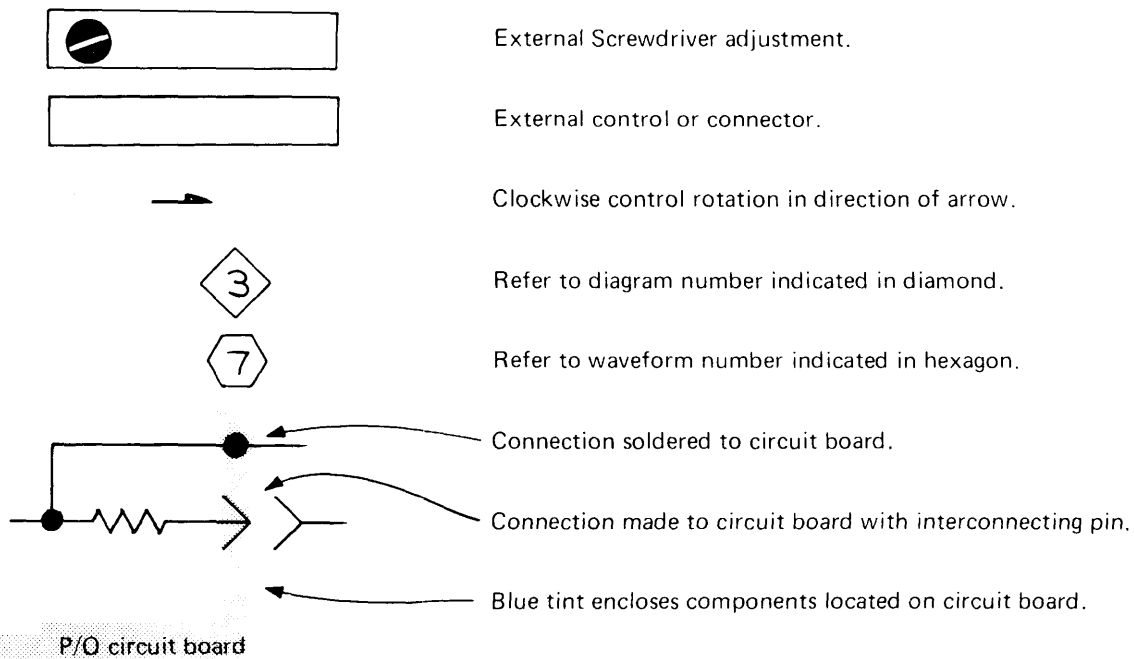 External Screwdriver adjustment.
External control or connector.
Clockwise control rotation in direction of arrow.
3
Refer to diagram number indicated in diamond.
7
Refer to waveform number indicated in hexagon.
Connection soldered to circuit board.
Connection made to circuit board with interconnecting pin.
Blue tint encloses components located on circuit board.
P/O circuit board